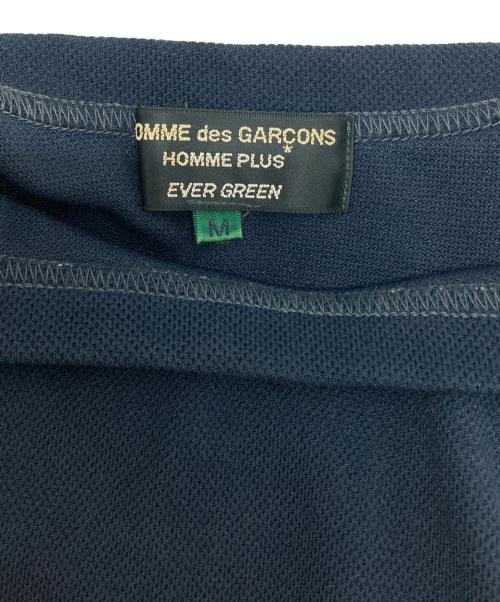 OMME des GARÇONS
HOMME PLUS*
EVER GREEN
M